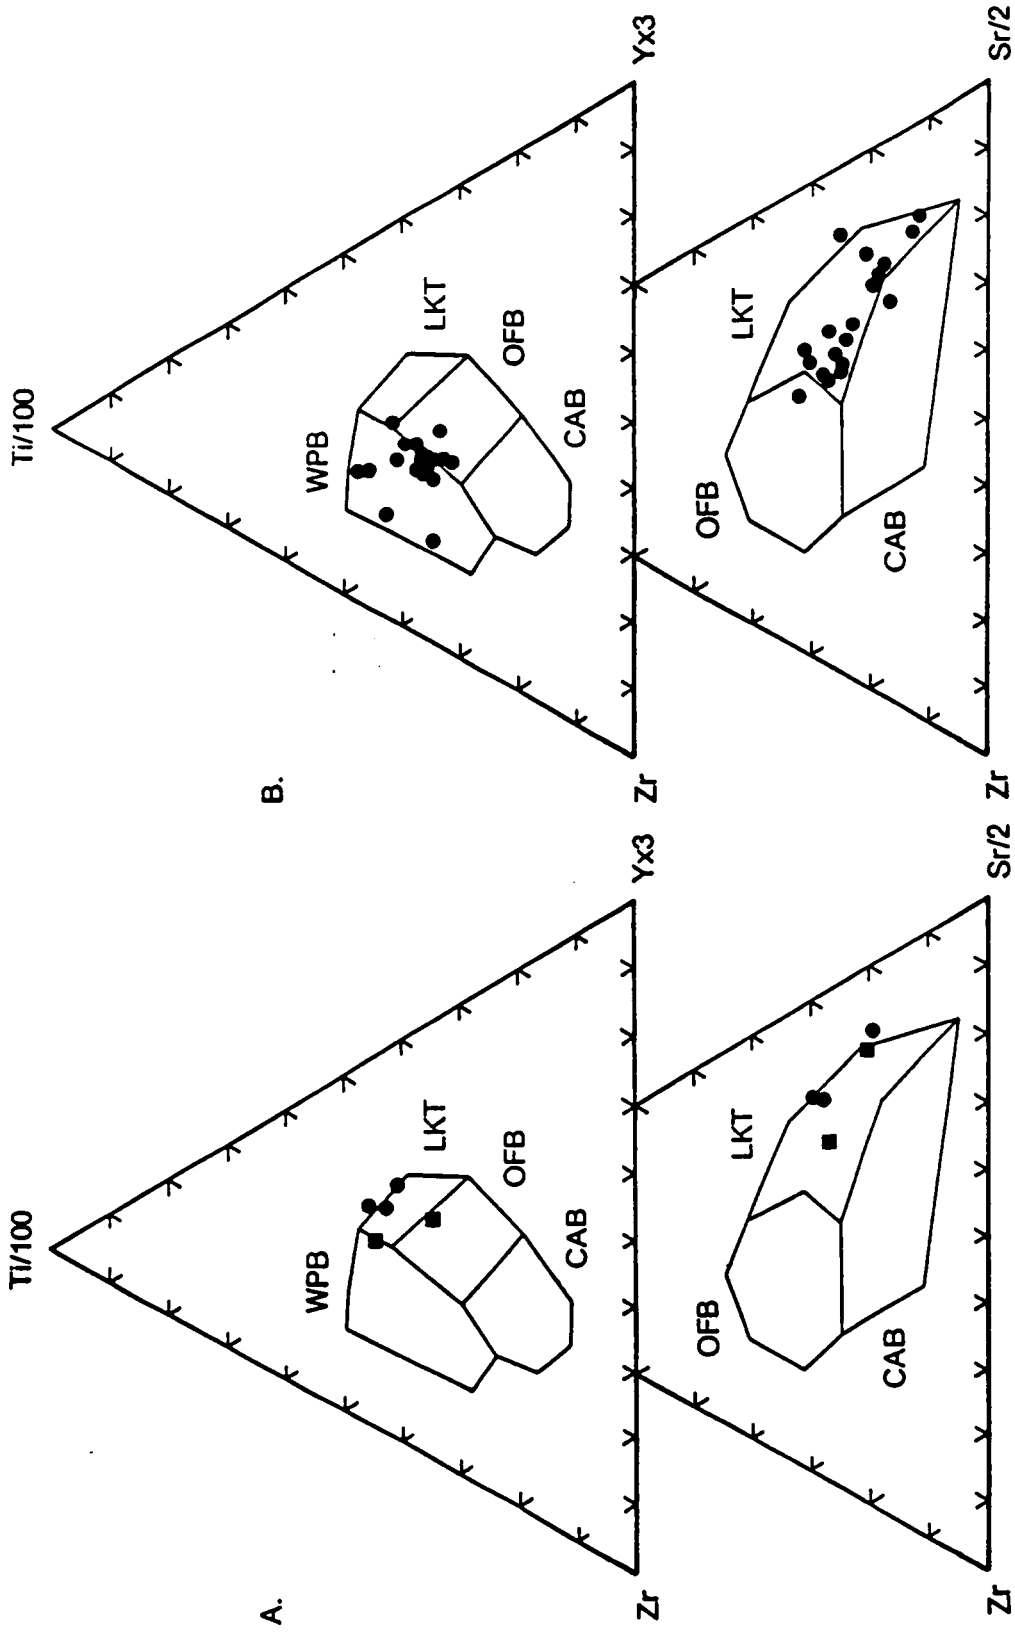 A.
Ti/100
WPB
LKT
OFB
CAB
Zr
Yx3
OFB
LKT
CAB
Zr
Sr/2
B.
Ti/100
WPB
LKT
OFB
CAB
Zr
Yx3
OFB
LKT
CAB
Zr
Sr/2